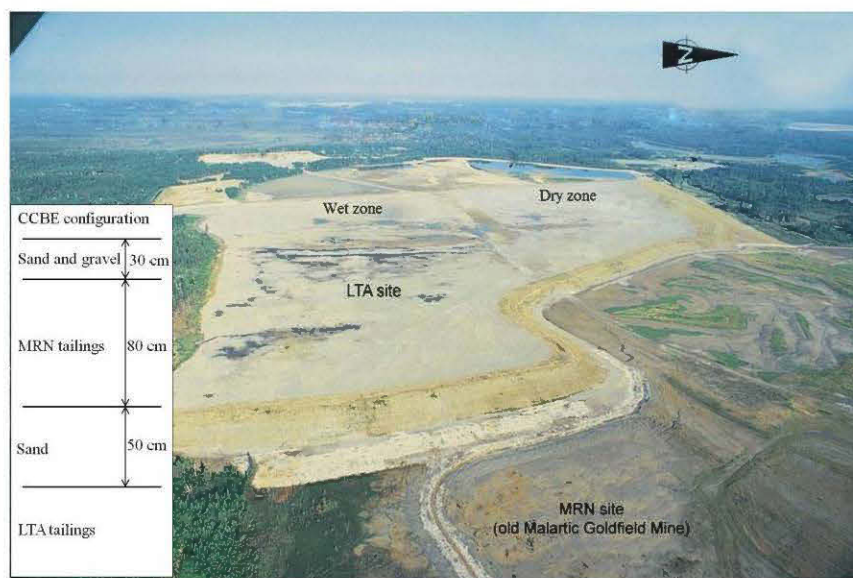 N
Wet zone
Dry zone
LTA site
CCBE configuration
Sand and gravel 30 cm
MRN tailings 80 cm
Sand 50 cm
LTA tailings
MRN site
(old Malartic Goldfield Mine)